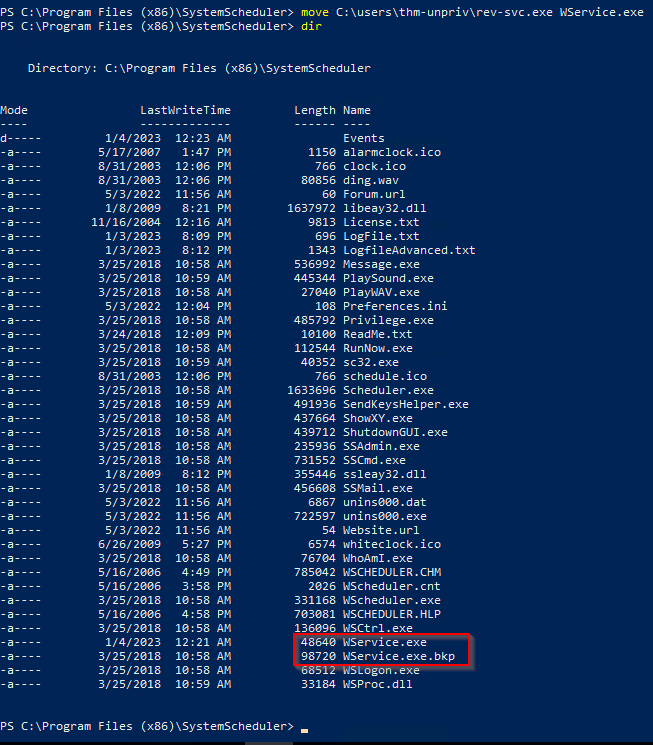 PS C:\Program Files (x86)\SystemScheduler> move C:\users\thm-unpriv\rev-svc.exe WService.exe
PS C:\Program Files (x86)\SystemScheduler> dir
Directory: C:\Program Files (x86)\SystemScheduler
Mode LastWriteTime Length Name
---- ------------- ------ ----
d----- 1/4/2023 12:23 AM Events
-a---- 5/17/2007 1:47 PM 1150 alarmclock.ico
-a---- 8/31/2003 12:06 PM 766 clock.ico
-a---- 8/31/2003 12:06 PM 80856 ding.wav
-a---- 5/3/2022 11:56 AM 60 Forum.url
-a---- 1/8/2009 8:21 PM 1637972 libeay32.dll
-a---- 11/16/2004 12:16 AM 9813 License.txt
-a---- 1/3/2023 8:09 PM 696 LogFile.txt
-a---- 1/3/2023 8:12 PM 1343 LogfileAdvanced.txt
-a---- 3/25/2018 10:58 AM 536992 Message.exe
-a---- 3/25/2018 10:59 AM 445344 PlaySound.exe
-a---- 3/25/2018 10:58 AM 27040 PlayWAV.exe
-a---- 5/3/2022 12:04 PM 108 Preferences.ini
-a---- 3/25/2018 10:58 AM 485792 Privilege.exe
-a---- 3/24/2018 12:09 PM 10100 ReadMe.txt
-a---- 3/25/2018 10:58 AM 112544 RunNow.exe
-a---- 3/25/2018 10:59 AM 40352 sc32.exe
-a---- 8/31/2003 12:06 PM 766 schedule.ico
-a---- 3/25/2018 10:58 AM 1633696 Scheduler.exe
-a---- 3/25/2018 10:59 AM 491936 SendKeysHelper.exe
-a---- 3/25/2018 10:58 AM 437664 ShowXY.exe
-a---- 3/25/2018 10:58 AM 439712 ShutdownGUI.exe
-a---- 3/25/2018 10:58 AM 235936 SSAdmin.exe
-a---- 3/25/2018 10:58 AM 731552 SSCmd.exe
-a---- 1/8/2009 8:12 PM 355446 ssleay32.dll
-a---- 3/25/2018 10:58 AM 456608 SSMail.exe
-a---- 5/3/2022 11:56 AM 6867 unins000.dat
-a---- 5/3/2022 11:56 AM 722597 unins000.exe
-a---- 5/3/2022 11:56 AM 54 Website.url
-a---- 6/26/2009 5:27 PM 6574 whiteclock.ico
-a---- 3/25/2018 10:58 AM 76704 WhoAmI.exe
-a---- 5/16/2006 4:49 PM 785042 WSCHEDULER.CHM
-a---- 5/16/2006 3:58 PM 2026 WScheduler.cnt
-a---- 3/25/2018 10:58 AM 331168 WScheduler.exe
-a---- 5/16/2006 4:58 PM 703081 WSCHEDULER.HLP
-a---- 3/25/2018 10:58 AM 136096 WSCtrl.exe
-a---- 1/4/2023 12:21 AM 48640 WService.exe
-a---- 3/25/2018 10:58 AM 98720 WService.exe.bkp
-a---- 3/25/2018 10:58 AM 68512 WSLogon.exe
-a---- 3/25/2018 10:59 AM 33184 WSProc.dll
PS C:\Program Files (x86)\SystemScheduler> _